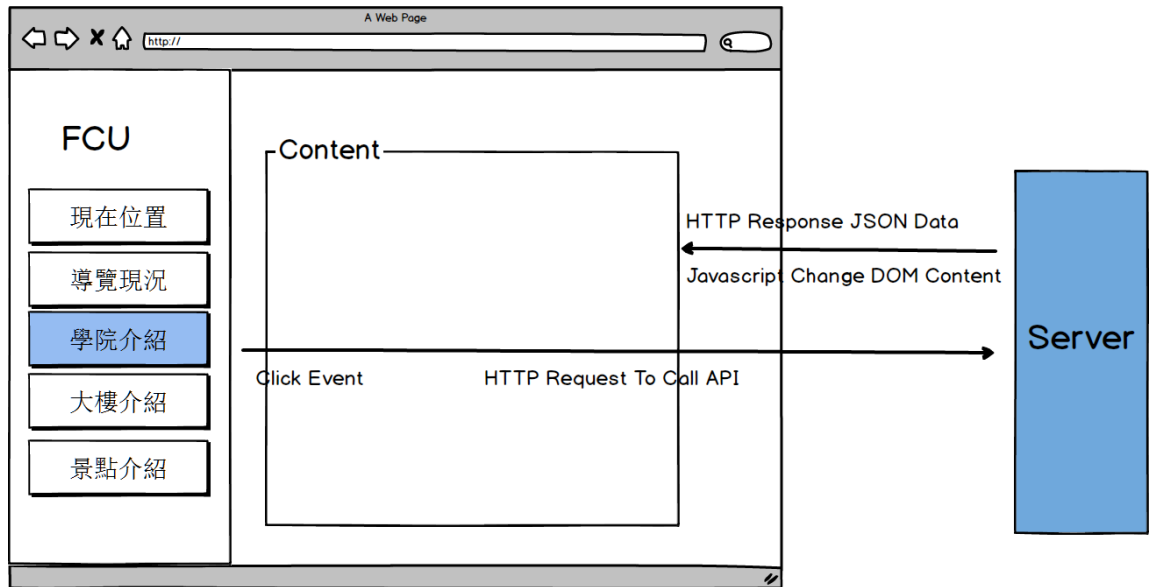 A Web Page
http://
FCU
現在位置
導覽現況
學院介紹
大樓介紹
景點介紹
Content
HTTP Response JSON Data
Javascript Change DOM Content
Click Event
HTTP Request To Call API
Server